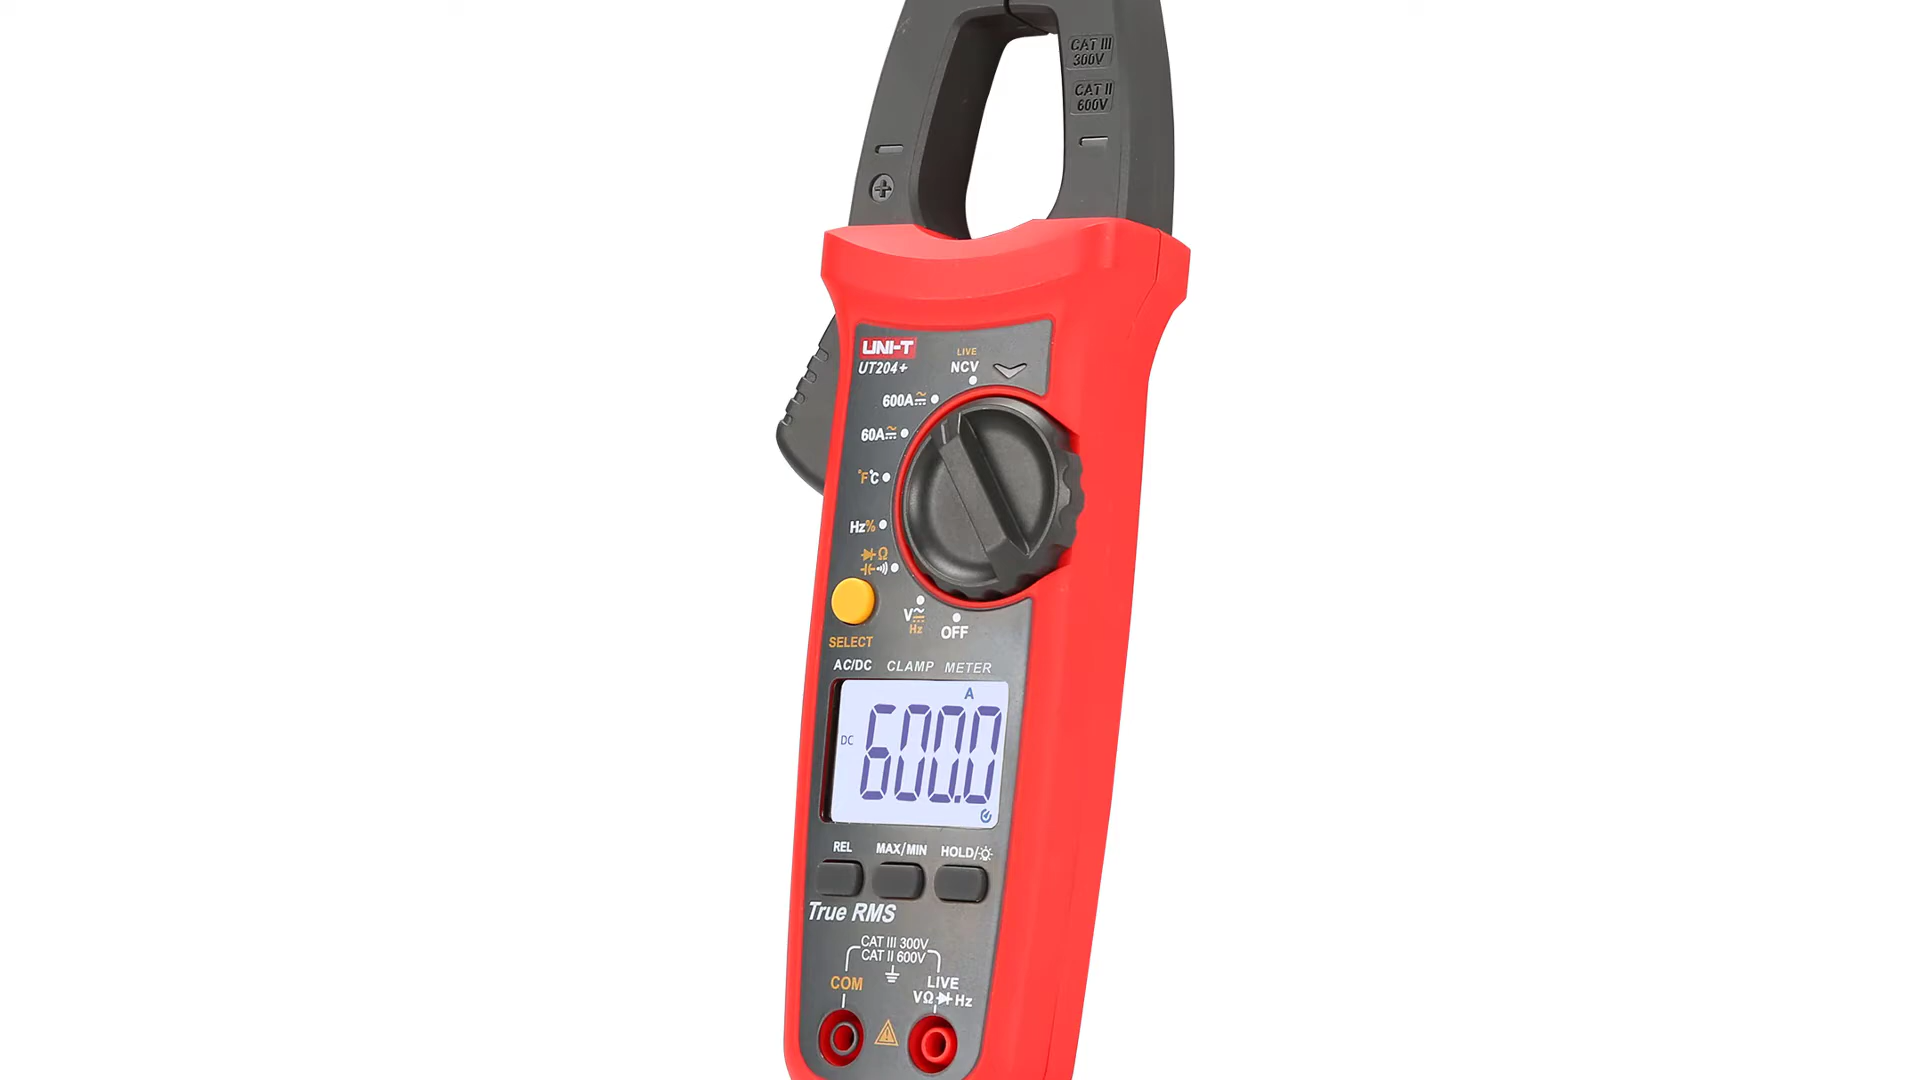 CAT III
300V
CAT II
600V
UNI-T
UT204+
LIVE
NCV
600A
60A
°F°C
Hz%
Ω
V
Hz
OFF
SELECT
AC/DC CLAMP METER
A
DC
600.0
REL MAX/MIN HOLD/
True RMS
CAT III 300V
CAT II 600V
COM
LIVE
VΩ Hz